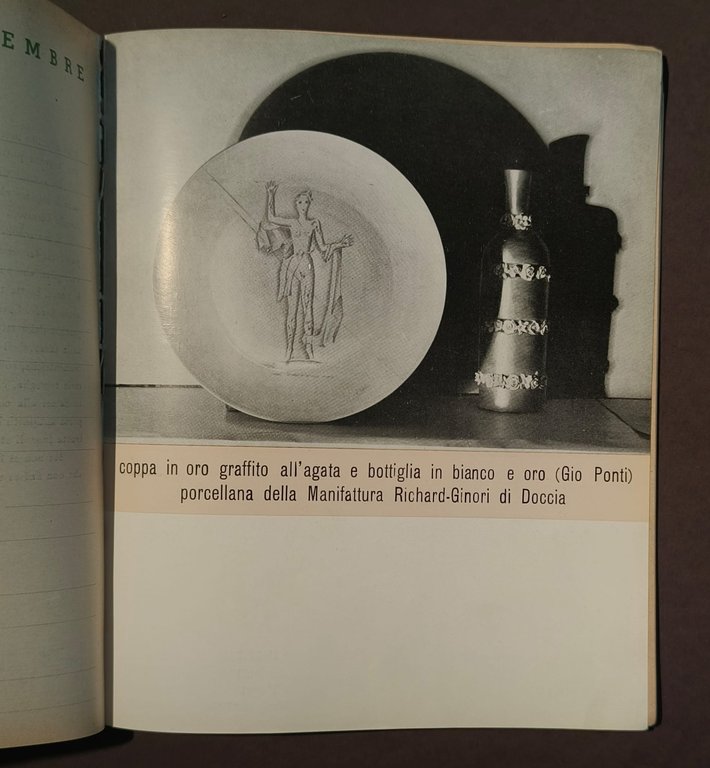 EMBRE
coppa in oro graffito all'agata e bottiglia in bianco e oro (Gio Ponti)
porcellana della Manifattura Richard-Ginori di Doccia